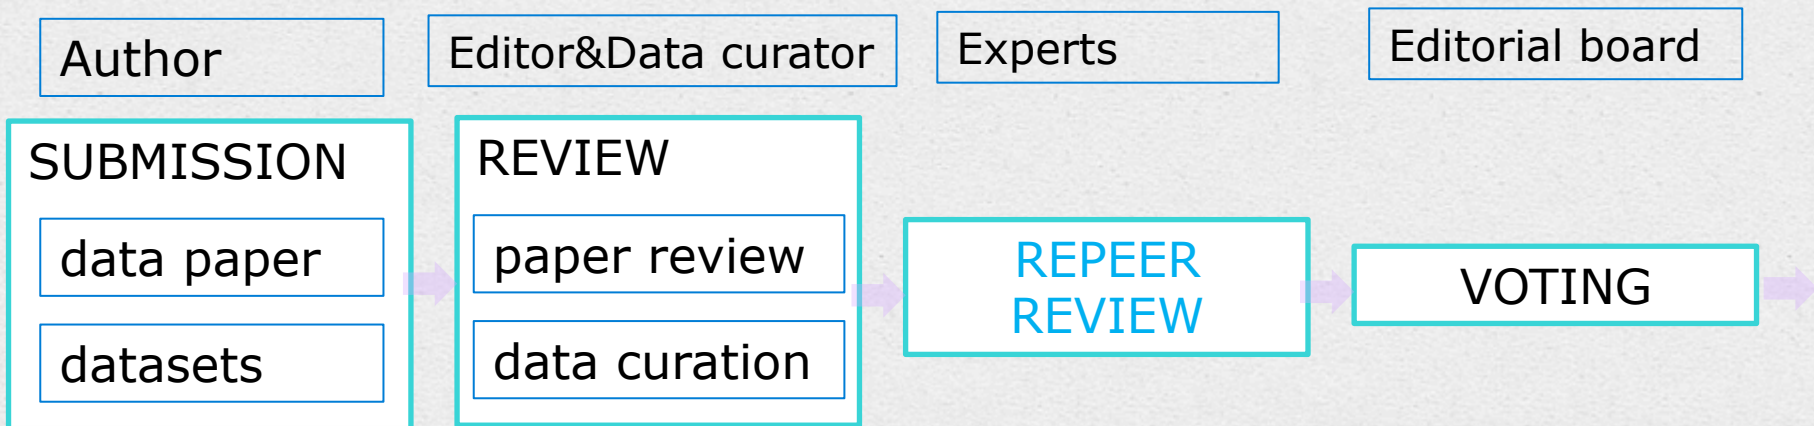 Author
Editor&Data curator
Experts
Editorial board
SUBMISSION
data paper
datasets
REVIEW
paper review
data curation
REPEER
REVIEW
VOTING